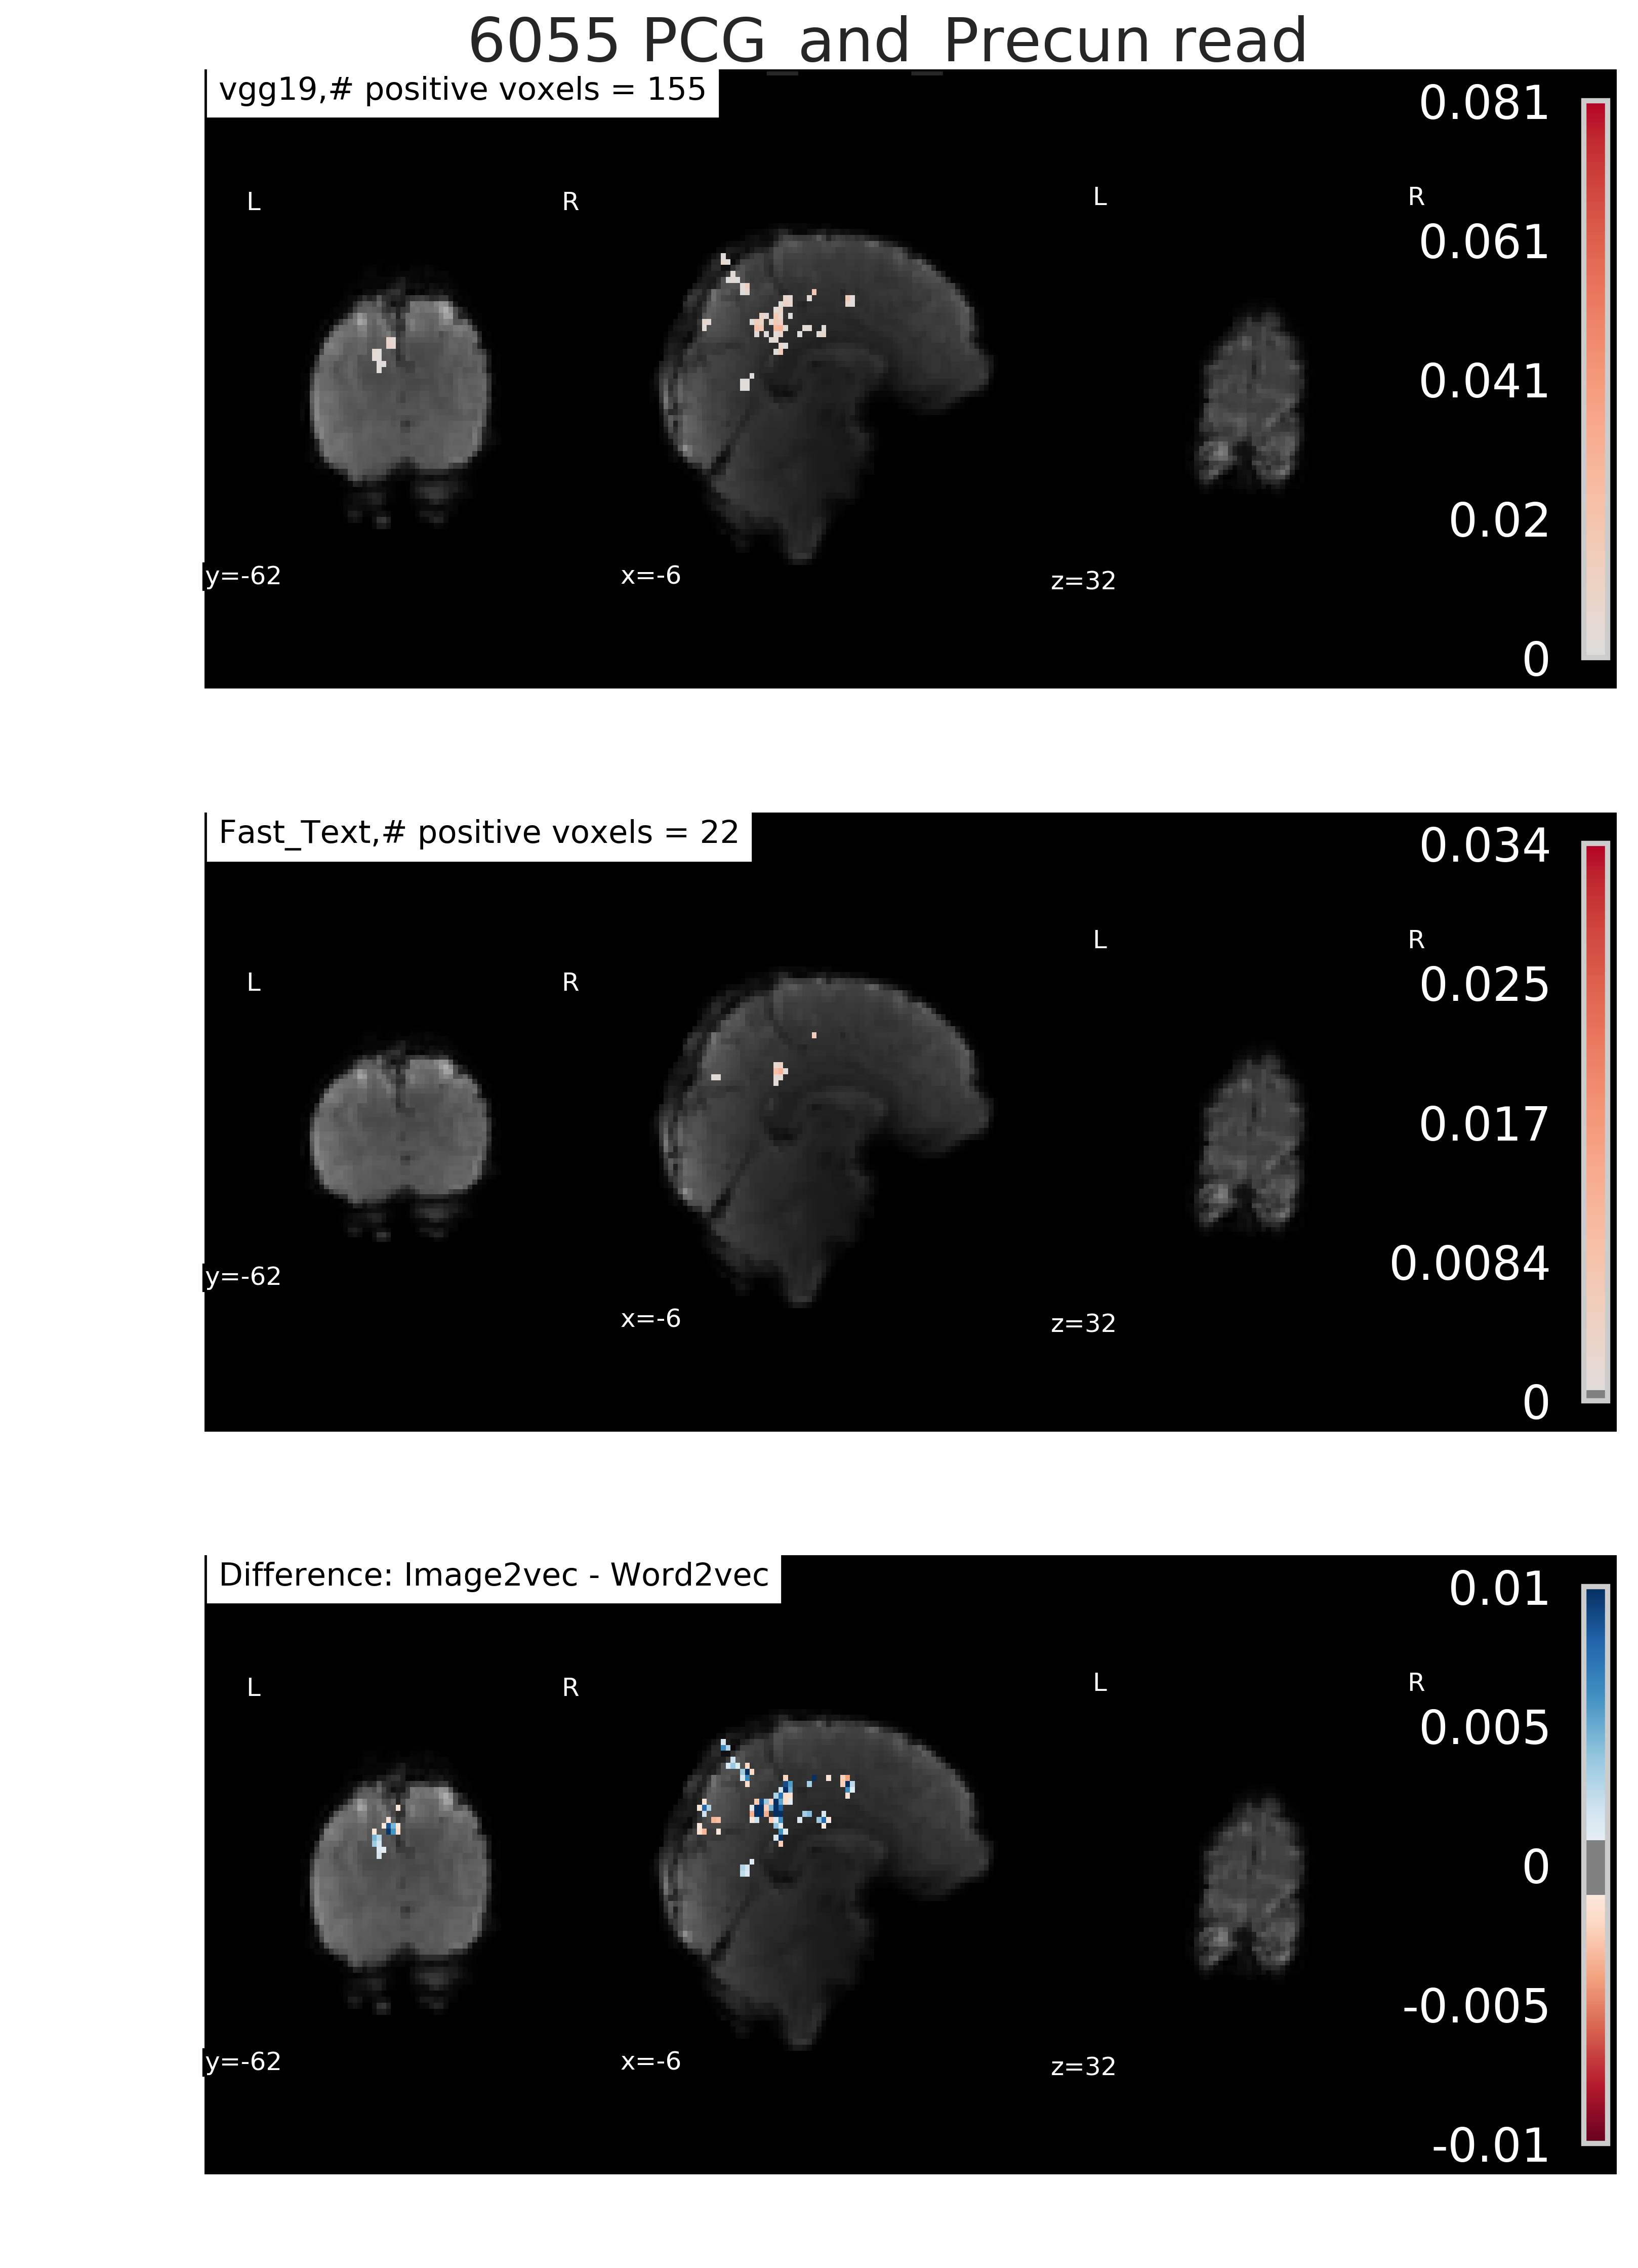 6055 PCG_and_Precun read
vgg19,# positive voxels = 155
0.081
L R L R
0.061
0.041
0.02
y=-62 x=-6 z=32
0
Fast_Text,# positive voxels = 22
0.034
L R L R
0.025
0.017
0.0084
y=-62 x=-6 z=32
0
Difference: Image2vec - Word2vec
0.01
L R L R
0.005
0
-0.005
y=-62 x=-6 z=32
-0.01